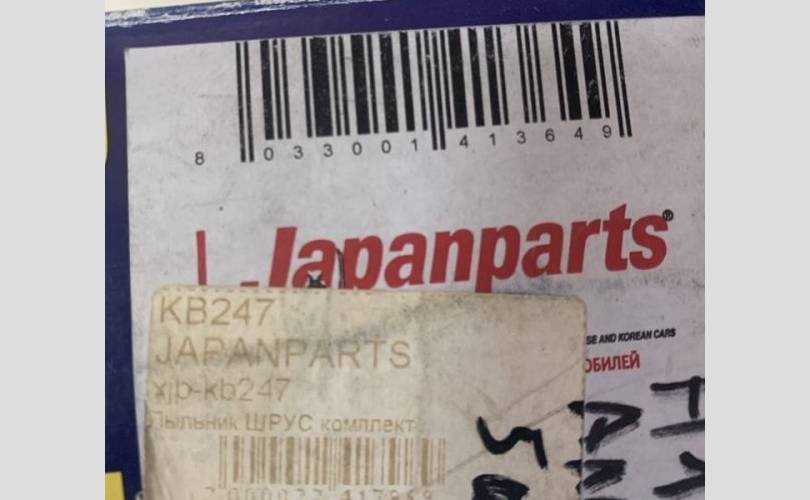 8 033001 413649
Japanparts®
KB247
JAPANPARTS
xjp-kb247
SE AND KOREAN CARS
ОБИЛЕЙ
Пыльник ШРУС комплект